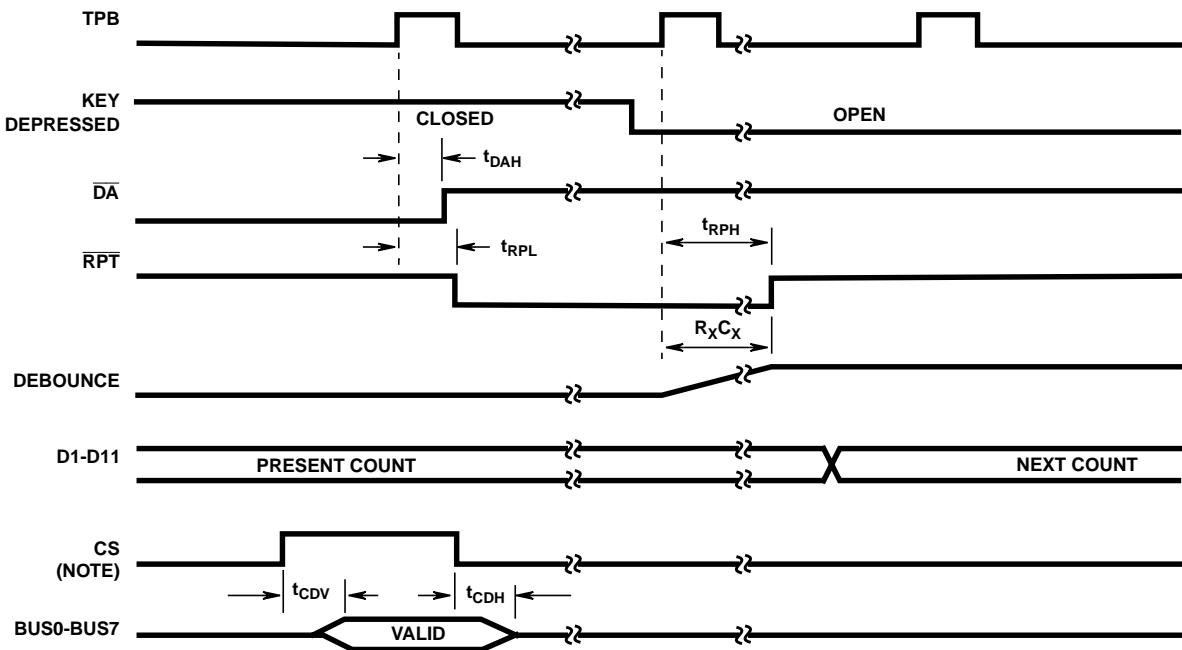 TPB
KEY
DEPRESSED
CLOSED
OPEN
tDAH
DA
tRPL
tRPH
RPT
RXCX
DEBOUNCE
D1-D11
PRESENT COUNT
NEXT COUNT
CS
(NOTE)
tCDV
tCDH
BUS0-BUS7
VALID